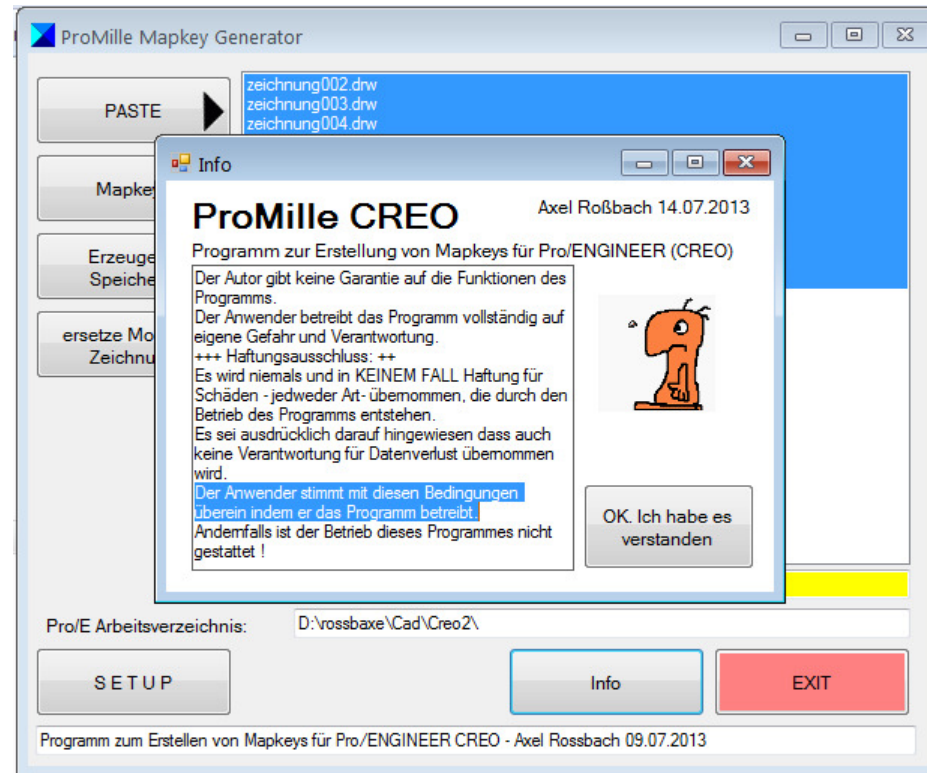 ProMille Mapkey Generator
PASTE
zeichnung002.drw
zeichnung003.drw
zeichnung004.drw
Mapke
Erzeuge
Speiche
ersetze Mo
Zeichnu
Info
ProMille CREO
Axel Roßbach 14.07.2013
Programm zur Erstellung von Mapkeys für Pro/ENGINEER (CREO)
Der Autor gibt keine Garantie auf die Funktionen des
Programms.
Der Anwender betreibt das Programm vollständig auf
eigene Gefahr und Verantwortung.
+++ Haftungsausschluss: ++
Es wird niemals und in KEINEM FALL Haftung für
Schäden - jedweder Art- übernommen, die durch den
Betrieb des Programms entstehen.
Es sei ausdrücklich darauf hingewiesen dass auch
keine Verantwortung für Datenverlust übernommen
wird.
Der Anwender stimmt mit diesen Bedingungen
überein indem er das Programm betreibt.
Andernfalls ist der Betrieb dieses Programmes nicht
gestattet !
OK. Ich habe es
verstanden
Pro/E Arbeitsverzeichnis:
D:\rossbaxe\Cad\Creo2\
S E T U P
Info
EXIT
Programm zum Erstellen von Mapkeys für Pro/ENGINEER CREO - Axel Rossbach 09.07.2013